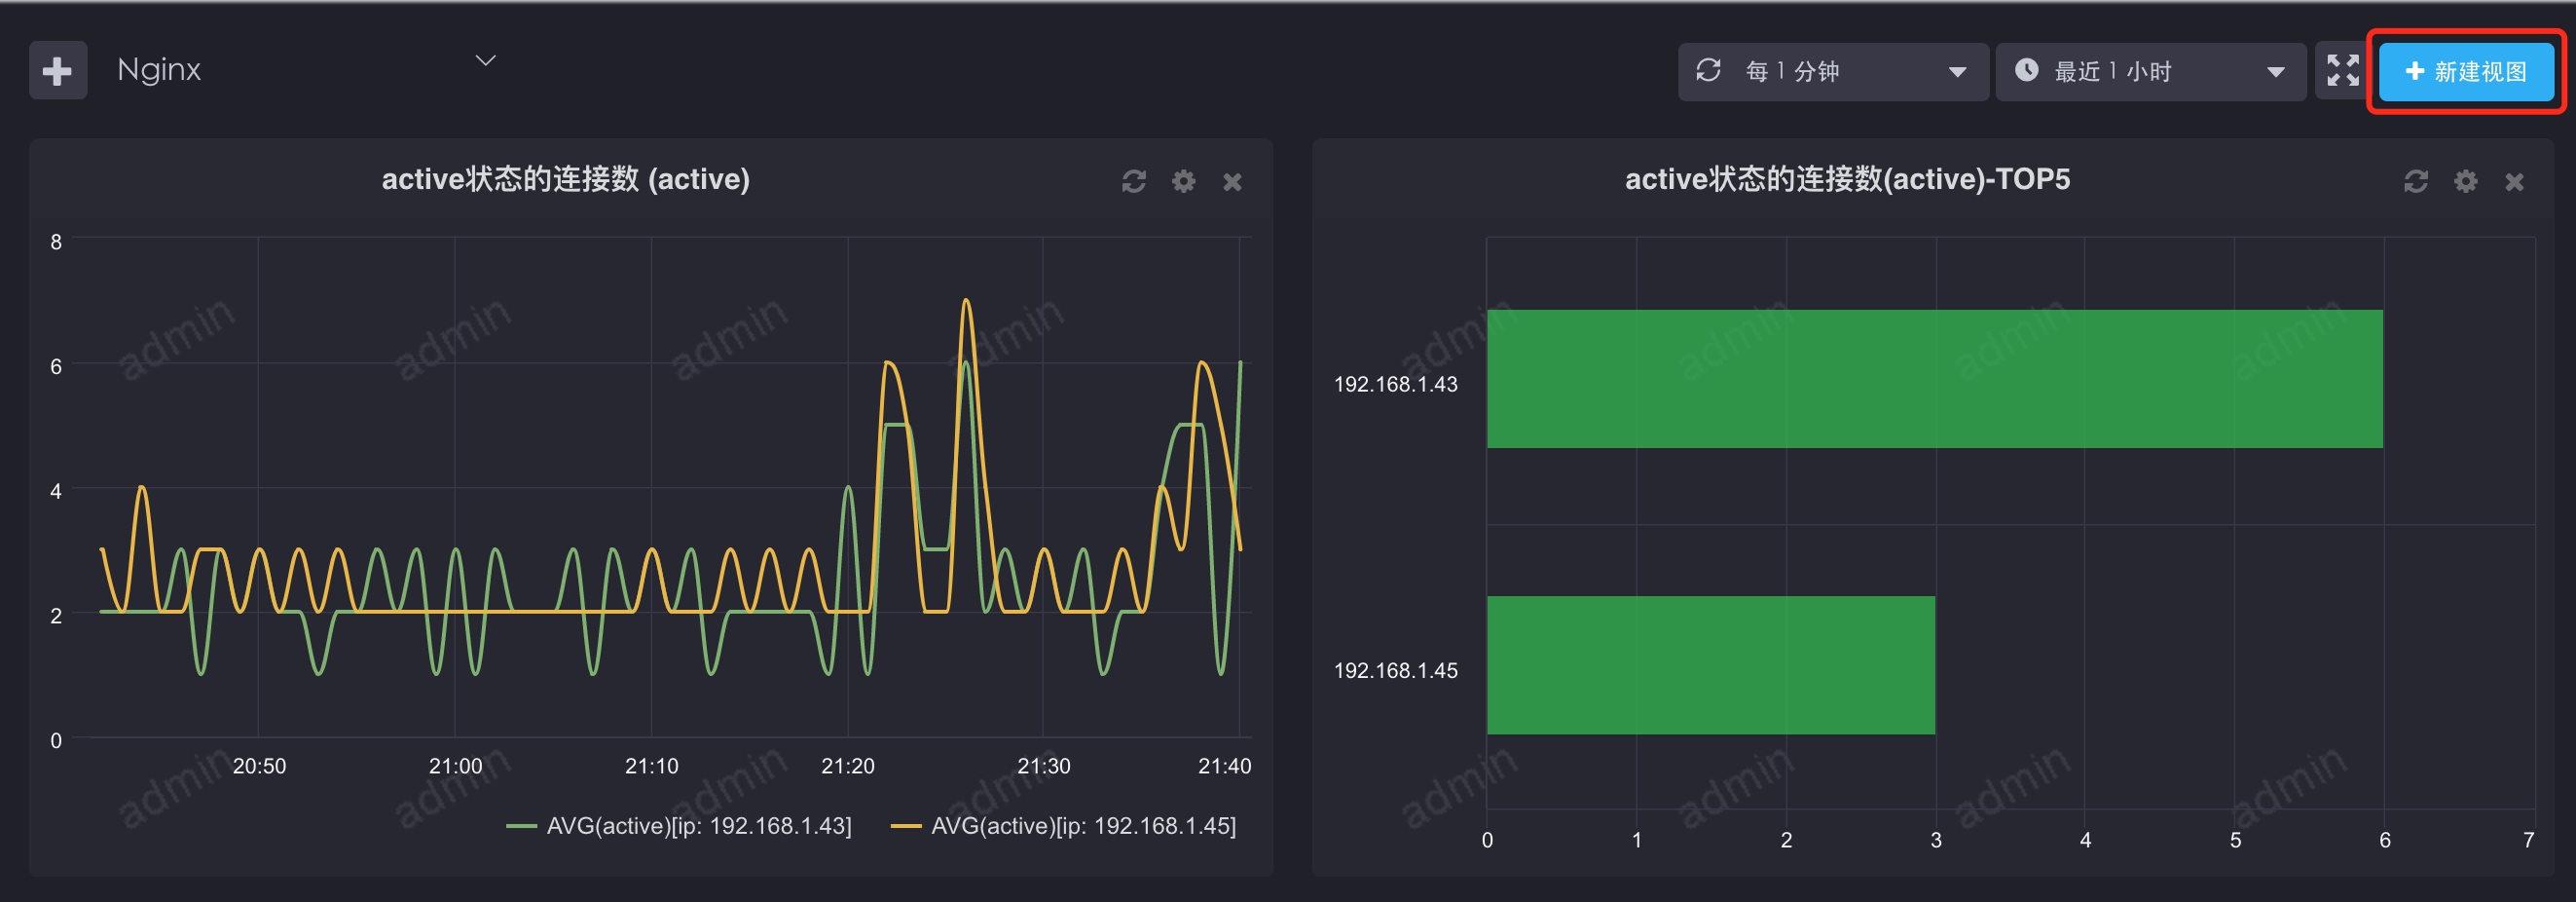 Nginx
每 1 分钟
最近 1 小时
新建视图
active状态的连接数 (active)
8
6
4
2
0
20:50 21:00 21:10 21:20 21:30 21:40
AVG(active)[ip: 192.168.1.43] AVG(active)[ip: 192.168.1.45]
active状态的连接数(active)-TOP5
192.168.1.43
192.168.1.45
0 1 2 3 4 5 6 7
admin admin admin admin admin admin admin admin
admin admin admin admin admin admin admin admin